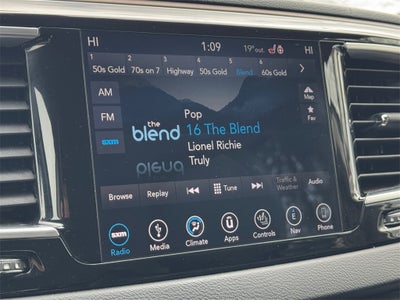 HI 1:09 19° out. HI
1 2 3 4 5 6
50s Gold 70s on 7 Highway 50s Gold Blend 60s Gold
AM
Map
Pop
FM
the blend
16 The Blend
Fav
sxm
Lionel Richie
Truly
Browse Replay Tune Traffic & Weather Audio
sxm E
Radio Media Climate Apps Controls Nav Phone